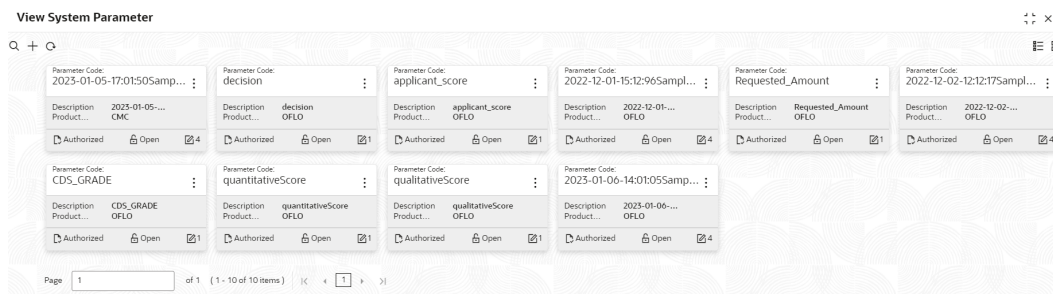 View System Parameter
Parameter Code:
2023-01-05-17:01:50Samp...
Description 2023-01-05-...
Product... CMC
Authorized Open 4
Parameter Code:
decision
Description decision
Product... OFLO
Authorized Open 1
Parameter Code:
applicant_score
Description applicant_score
Product... OFLO
Authorized Open 1
Parameter Code:
2022-12-01-15:12:96Sampl...
Description 2022-12-01-...
Product... OFLO
Authorized Open 4
Parameter Code:
Requested_Amount
Description Requested_Amount
Product... OFLO
Authorized Open 1
Parameter Code:
2022-12-02-12:12:17Sampl...
Description 2022-12-02-...
Product... OFLO
Authorized Open 4
Parameter Code:
CDS_GRADE
Description CDS_GRADE
Product... OFLO
Authorized Open 1
Parameter Code:
quantitativeScore
Description quantitativeScore
Product... OFLO
Authorized Open 1
Parameter Code:
qualitativeScore
Description qualitativeScore
Product... OFLO
Authorized Open 1
Parameter Code:
2023-01-06-14:01:05Samp...
Description 2023-01-06-...
Product... OFLO
Authorized Open 4
Page 1 of 1 ( 1 - 10 of 10 items ) 1